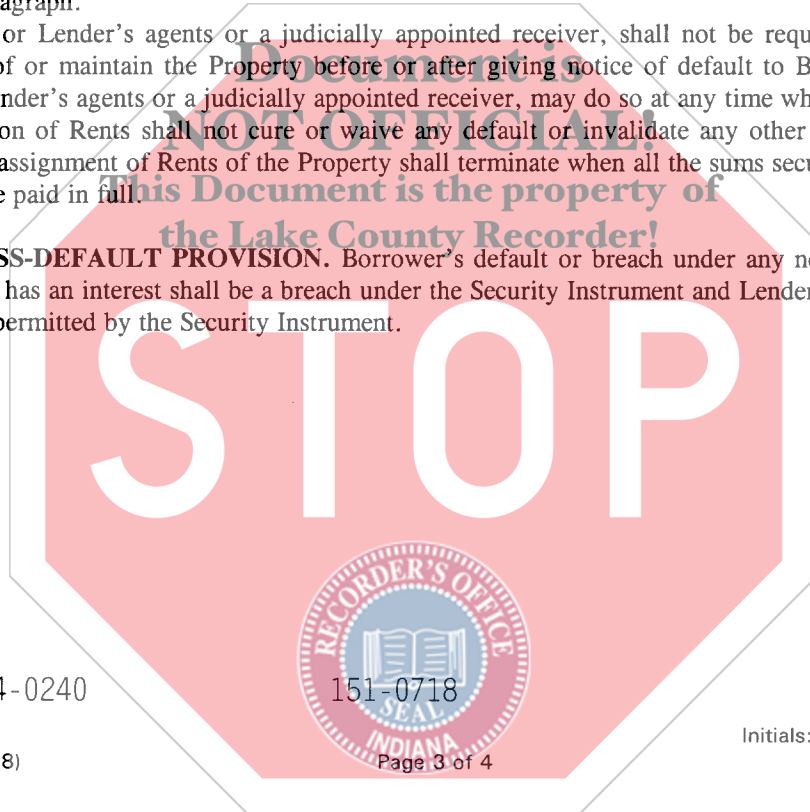 agraph.
or Lender's agents or a judicially appointed receiver, shall not be requ
of or maintain the Property before or after giving notice of default to B
nder's agents or a judicially appointed receiver, may do so at any time wh
on of Rents shall not cure or waive any default or invalidate any other
assignment of Rents of the Property shall terminate when all the sums secu
e paid in full.
Document is
NOT OFFICIAL!
This Document is the property of
the Lake County Recorder!
SS-DEFAULT PROVISION. Borrower's default or breach under any no
has an interest shall be a breach under the Security Instrument and Lender
permitted by the Security Instrument.
STOP
RECORDER'S OFFICE
SEAL
INDIANA
4-0240 151-0718
Initials:
8) Page 3 of 4